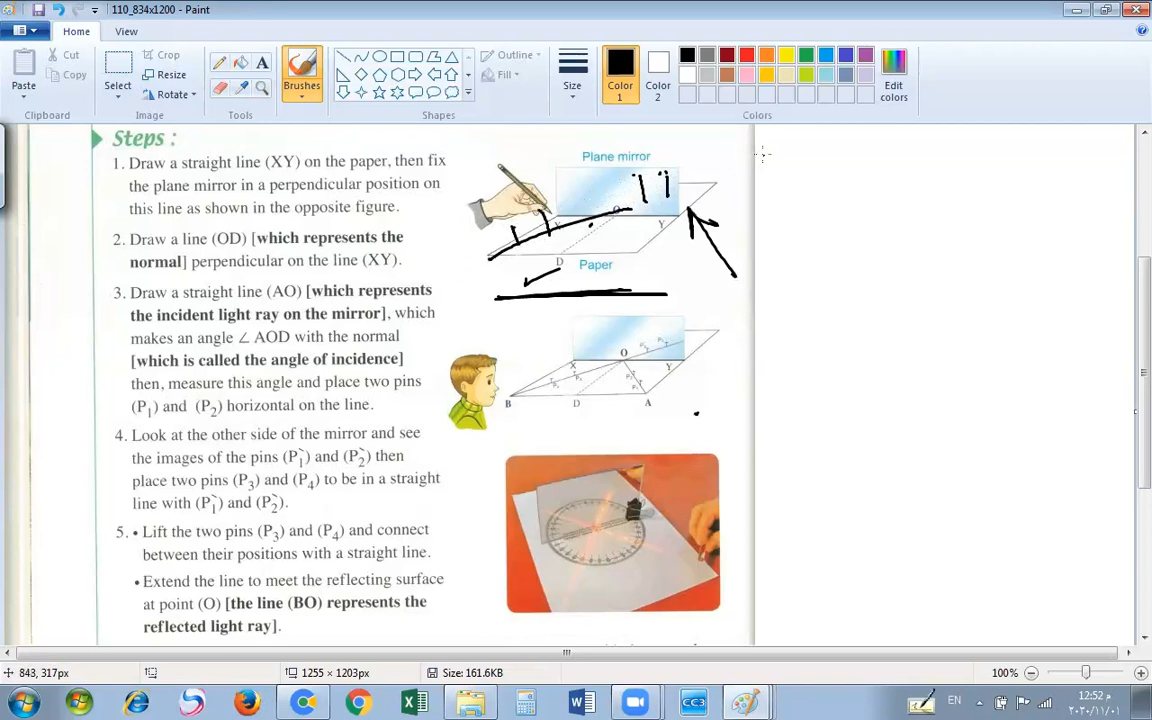 110_834x1200 - Paint
Home
View
Cut
Copy
Paste
Clipboard
Crop
Resize
Rotate
Select
Image
A
Tools
Brushes
Outline
Fill
Shapes
Size
Color 1
Color 2
Edit colors
Colors
Steps :
1. Draw a straight line (XY) on the paper, then fix
the plane mirror in a perpendicular position on
this line as shown in the opposite figure.
2. Draw a line (OD) [which represents the
normal] perpendicular on the line (XY).
3. Draw a straight line (AO) [which represents
the incident light ray on the mirror], which
makes an angle ∠ AOD with the normal
[which is called the angle of incidence]
then, measure this angle and place two pins
(P1) and (P2) horizontal on the line.
4. Look at the other side of the mirror and see
the images of the pins (P1`) and (P2`) then
place two pins (P3) and (P4) to be in a straight
line with (P1`) and (P2`).
5. • Lift the two pins (P3) and (P4) and connect
between their positions with a straight line.
• Extend the line to meet the reflecting surface
at point (O) [the line (BO) represents the
reflected light ray].
Plane mirror
Y
D
Paper
O
X
Y
B
D
A
843, 317px
1255 × 1203px
Size: 161.6KB
100%
CC3
EN
12:52 م
٢٠٢٠/١١/٠١